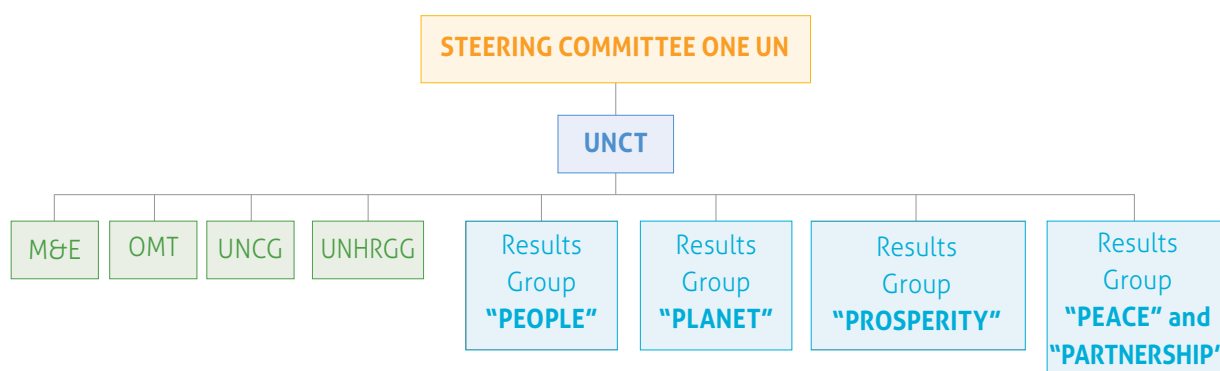 STEERING COMMITTEE ONE UN
UNCT
M&E
OMT
UNCG
UNHRGG
Results
Group
“PEOPLE”
Results
Group
“PLANET”
Results
Group
“PROSPERITY”
Results
Group
“PEACE” and
“PARTNERSHIP”